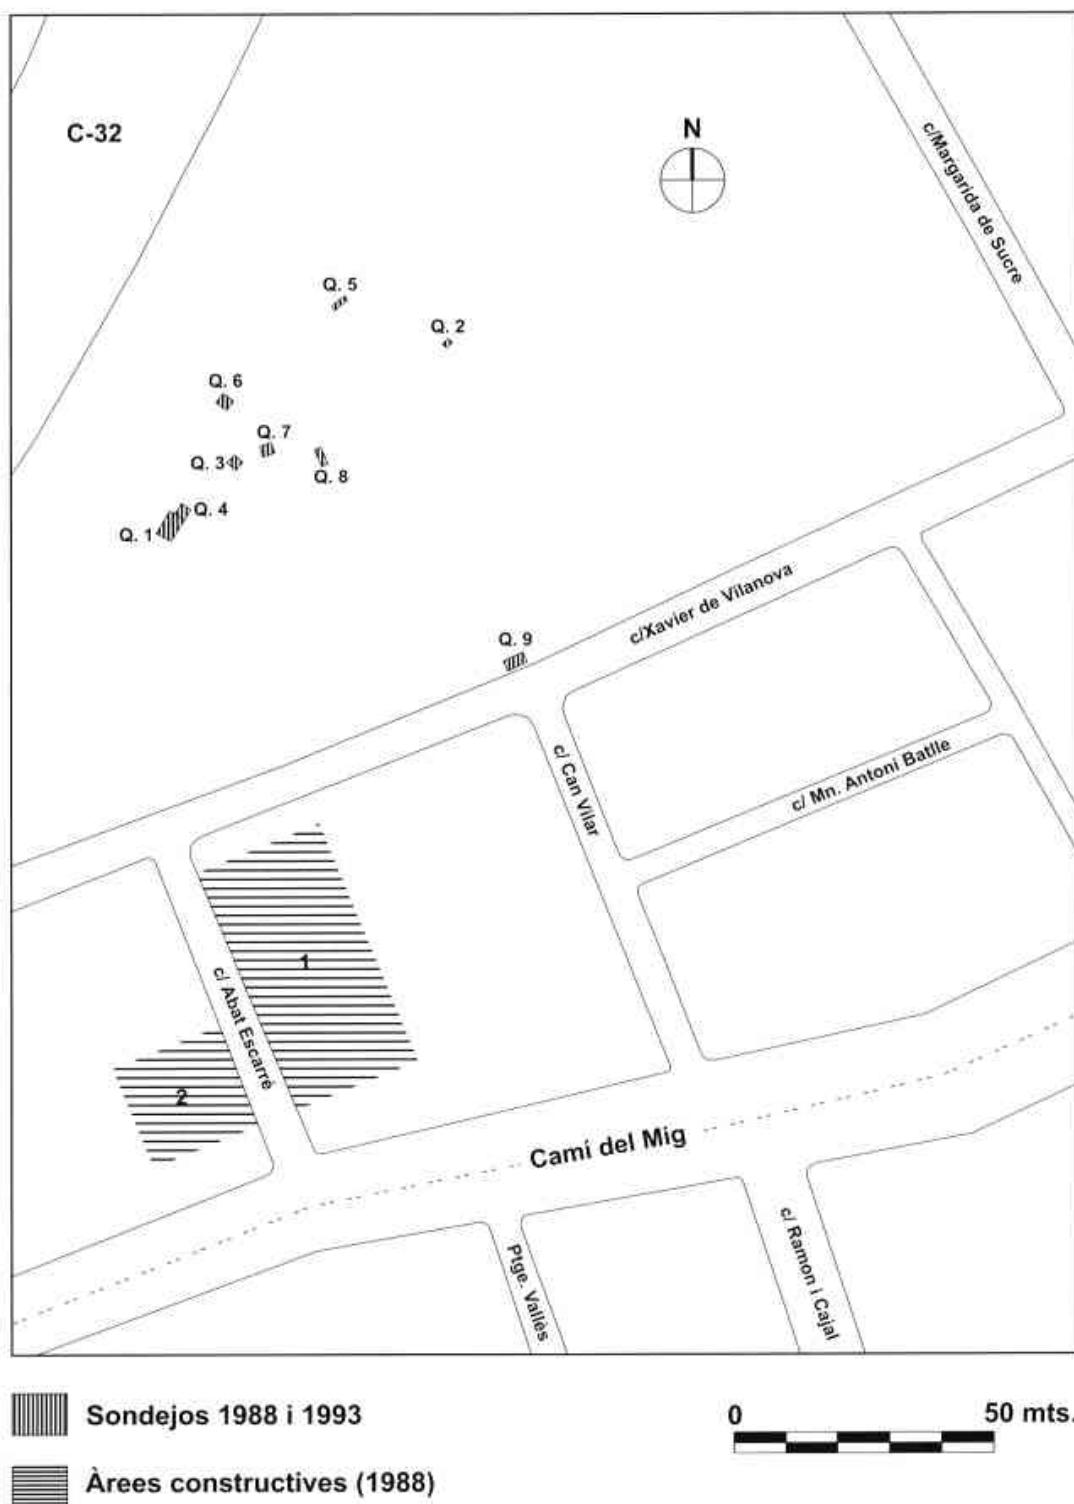 N
C-32
c/Margarida de Sucre
Q. 5
Q. 2
Q. 6
Q. 7
Q. 3
Q. 8
Q. 4
Q. 1
c/Xavier de Vilanova
Q. 9
c/ Can Vilar
c/ Mn. Antoni Batlle
1
c/ Abat Escarré
2
Camí del Mig
c/ Ramon i Cajal
Ptge. Vallès
Sondejos 1988 i 1993
0 50 mts.
Àrees constructives (1988)